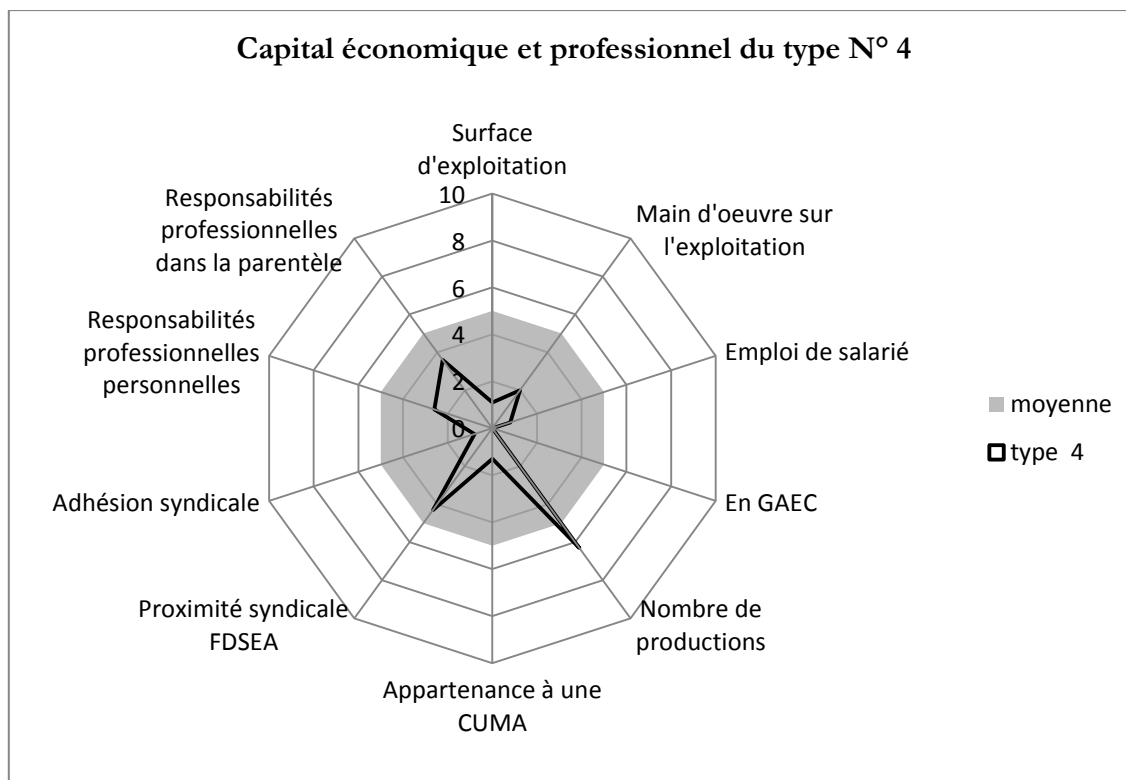 Capital économique et professionnel du type N° 4
Surface
d'exploitation
Main d'oeuvre sur
l'exploitation
Emploi de salarié
En GAEC
Nombre de
productions
Appartenance à une
CUMA
Proximité syndicale
FDSEA
Adhésion syndicale
Responsabilités
professionnelles
personnelles
Responsabilités
professionnelles
dans la parentèle
10
8
6
4
2
0
moyenne
type 4